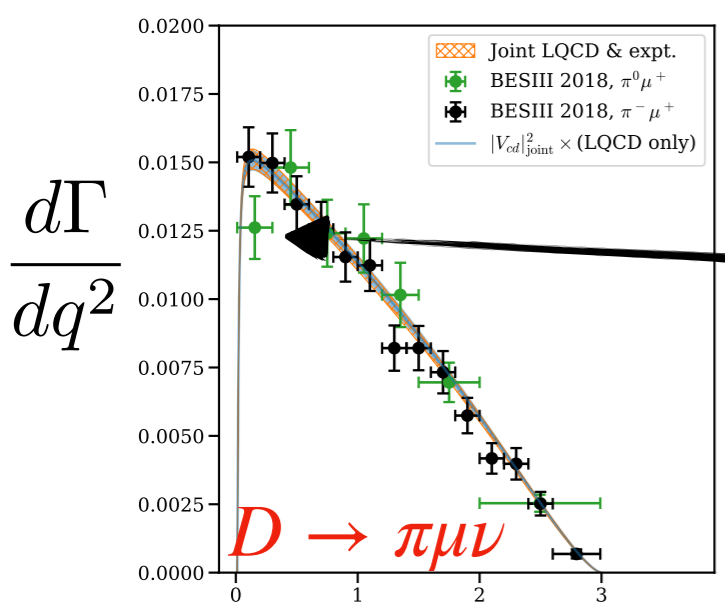 0.0200
0.0175
0.0150
0.0125
0.0100
0.0075
0.0050
0.0025
0.0000
0 1 2 3
dΓ
dq²
Joint LQCD & expt.
BESIII 2018, π⁰μ⁺
BESIII 2018, π⁻μ⁺
|V_cd|²_joint × (LQCD only)
D → πμν